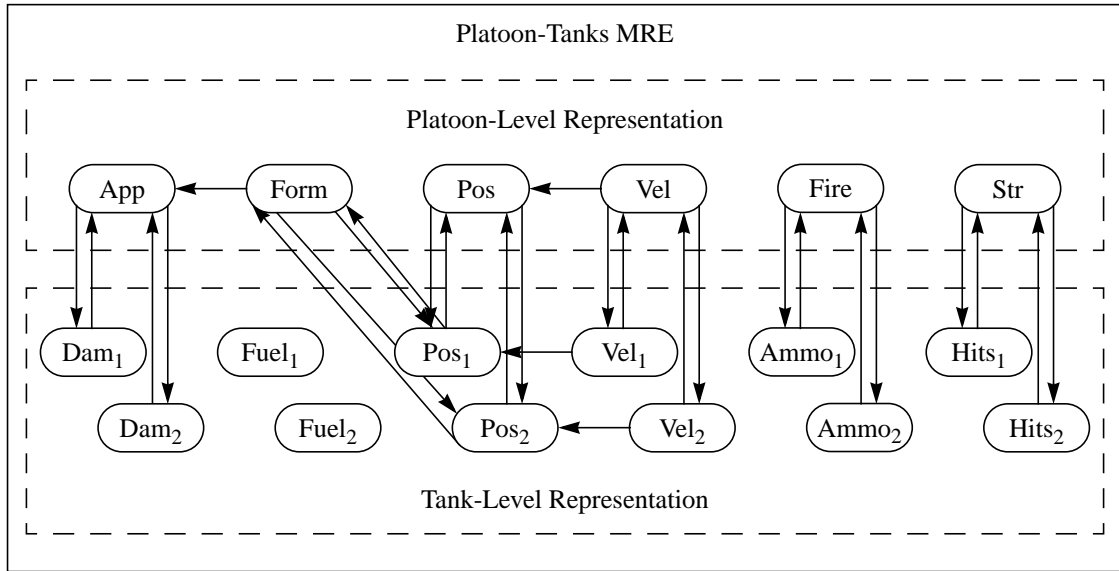 Platoon-Tanks MRE
Platoon-Level Representation
App Form Pos Vel Fire Str
Dam₁ Fuel₁ Pos₁ Vel₁ Ammo₁ Hits₁
Dam₂ Fuel₂ Pos₂ Vel₂ Ammo₂ Hits₂
Tank-Level Representation